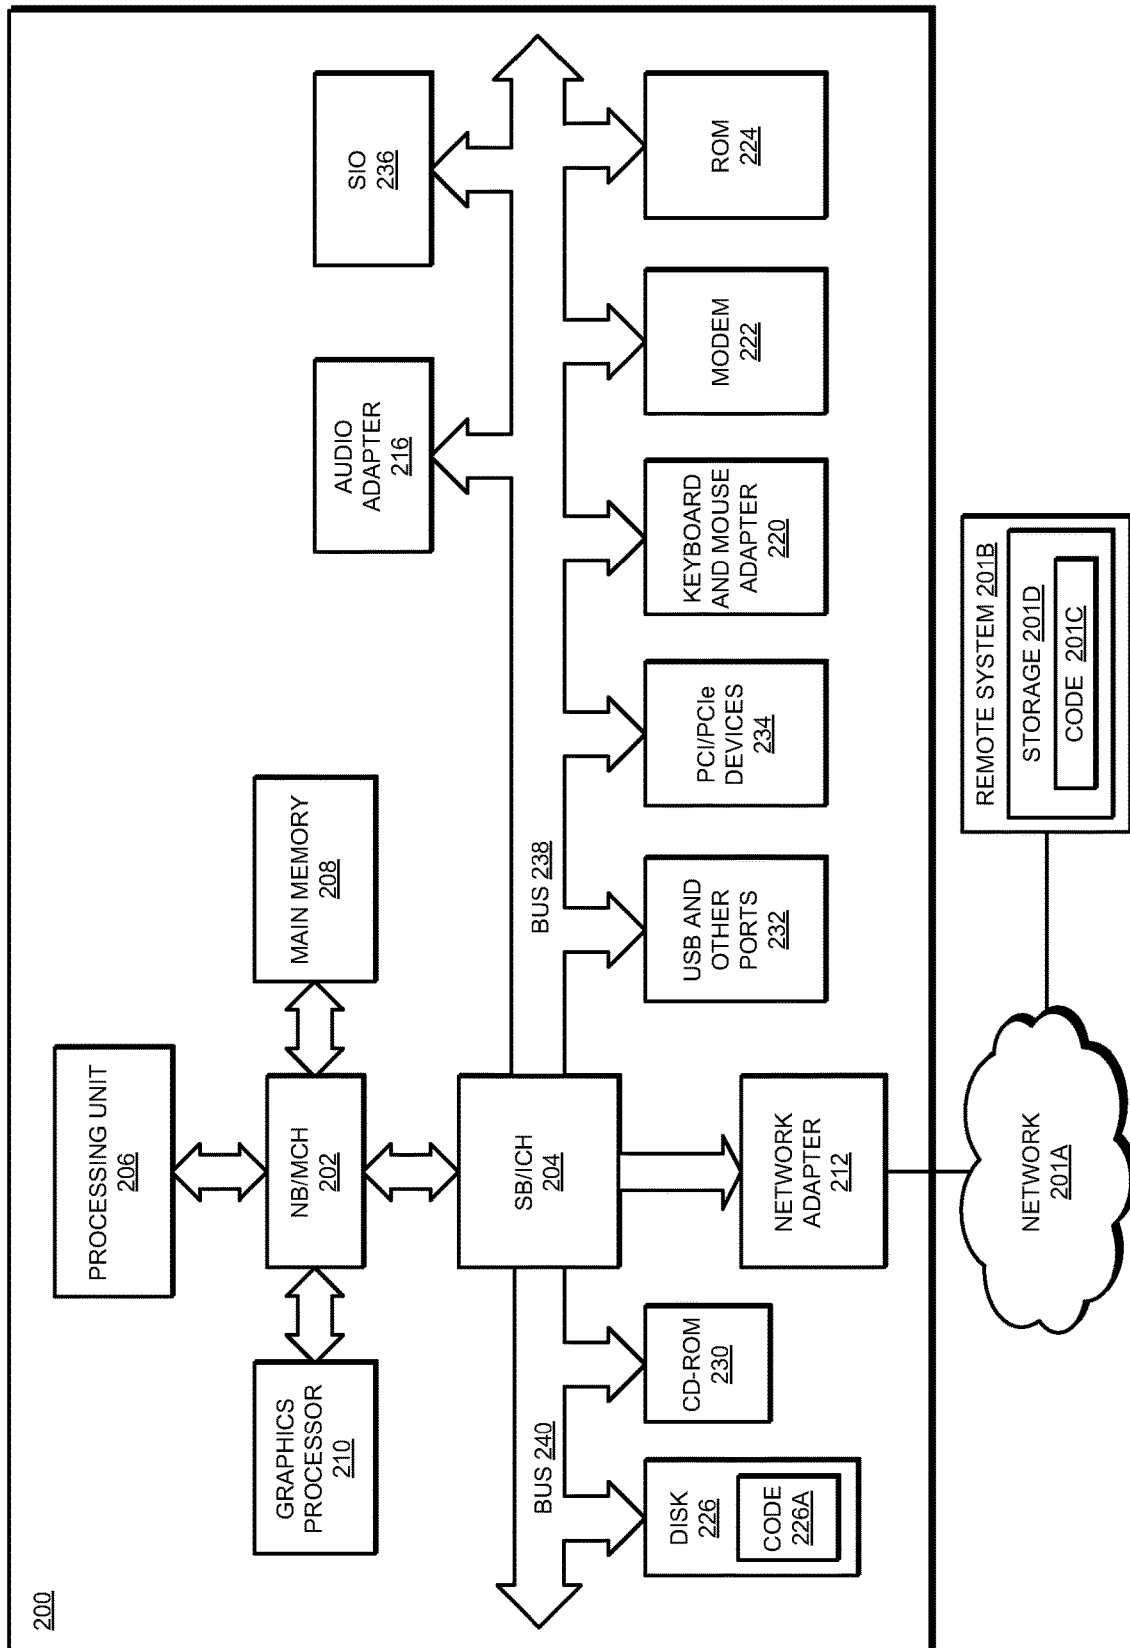 200
PROCESSING UNIT
206
GRAPHICS
PROCESSOR
210
NB/MCH
202
MAIN MEMORY
208
AUDIO
ADAPTER
216
SIO
236
SB/ICH
204
BUS 240
BUS 238
DISK
226
CODE
226A
CD-ROM
230
NETWORK
ADAPTER
212
USB AND
OTHER
PORTS
232
PCI/PCIe
DEVICES
234
KEYBOARD
AND MOUSE
ADAPTER
220
MODEM
222
ROM
224
NETWORK
201A
REMOTE SYSTEM 201B
STORAGE 201D
CODE 201C